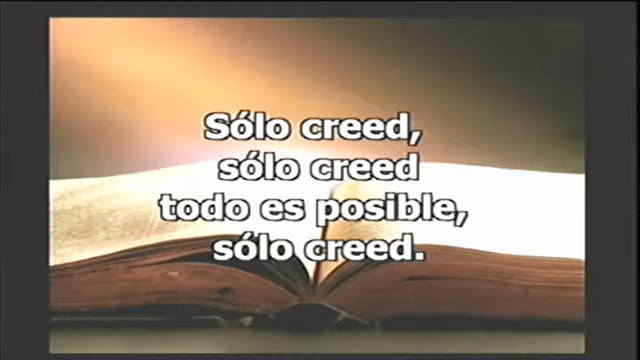 Sólo creed,
sólo creed
todo es posible,
sólo creed.